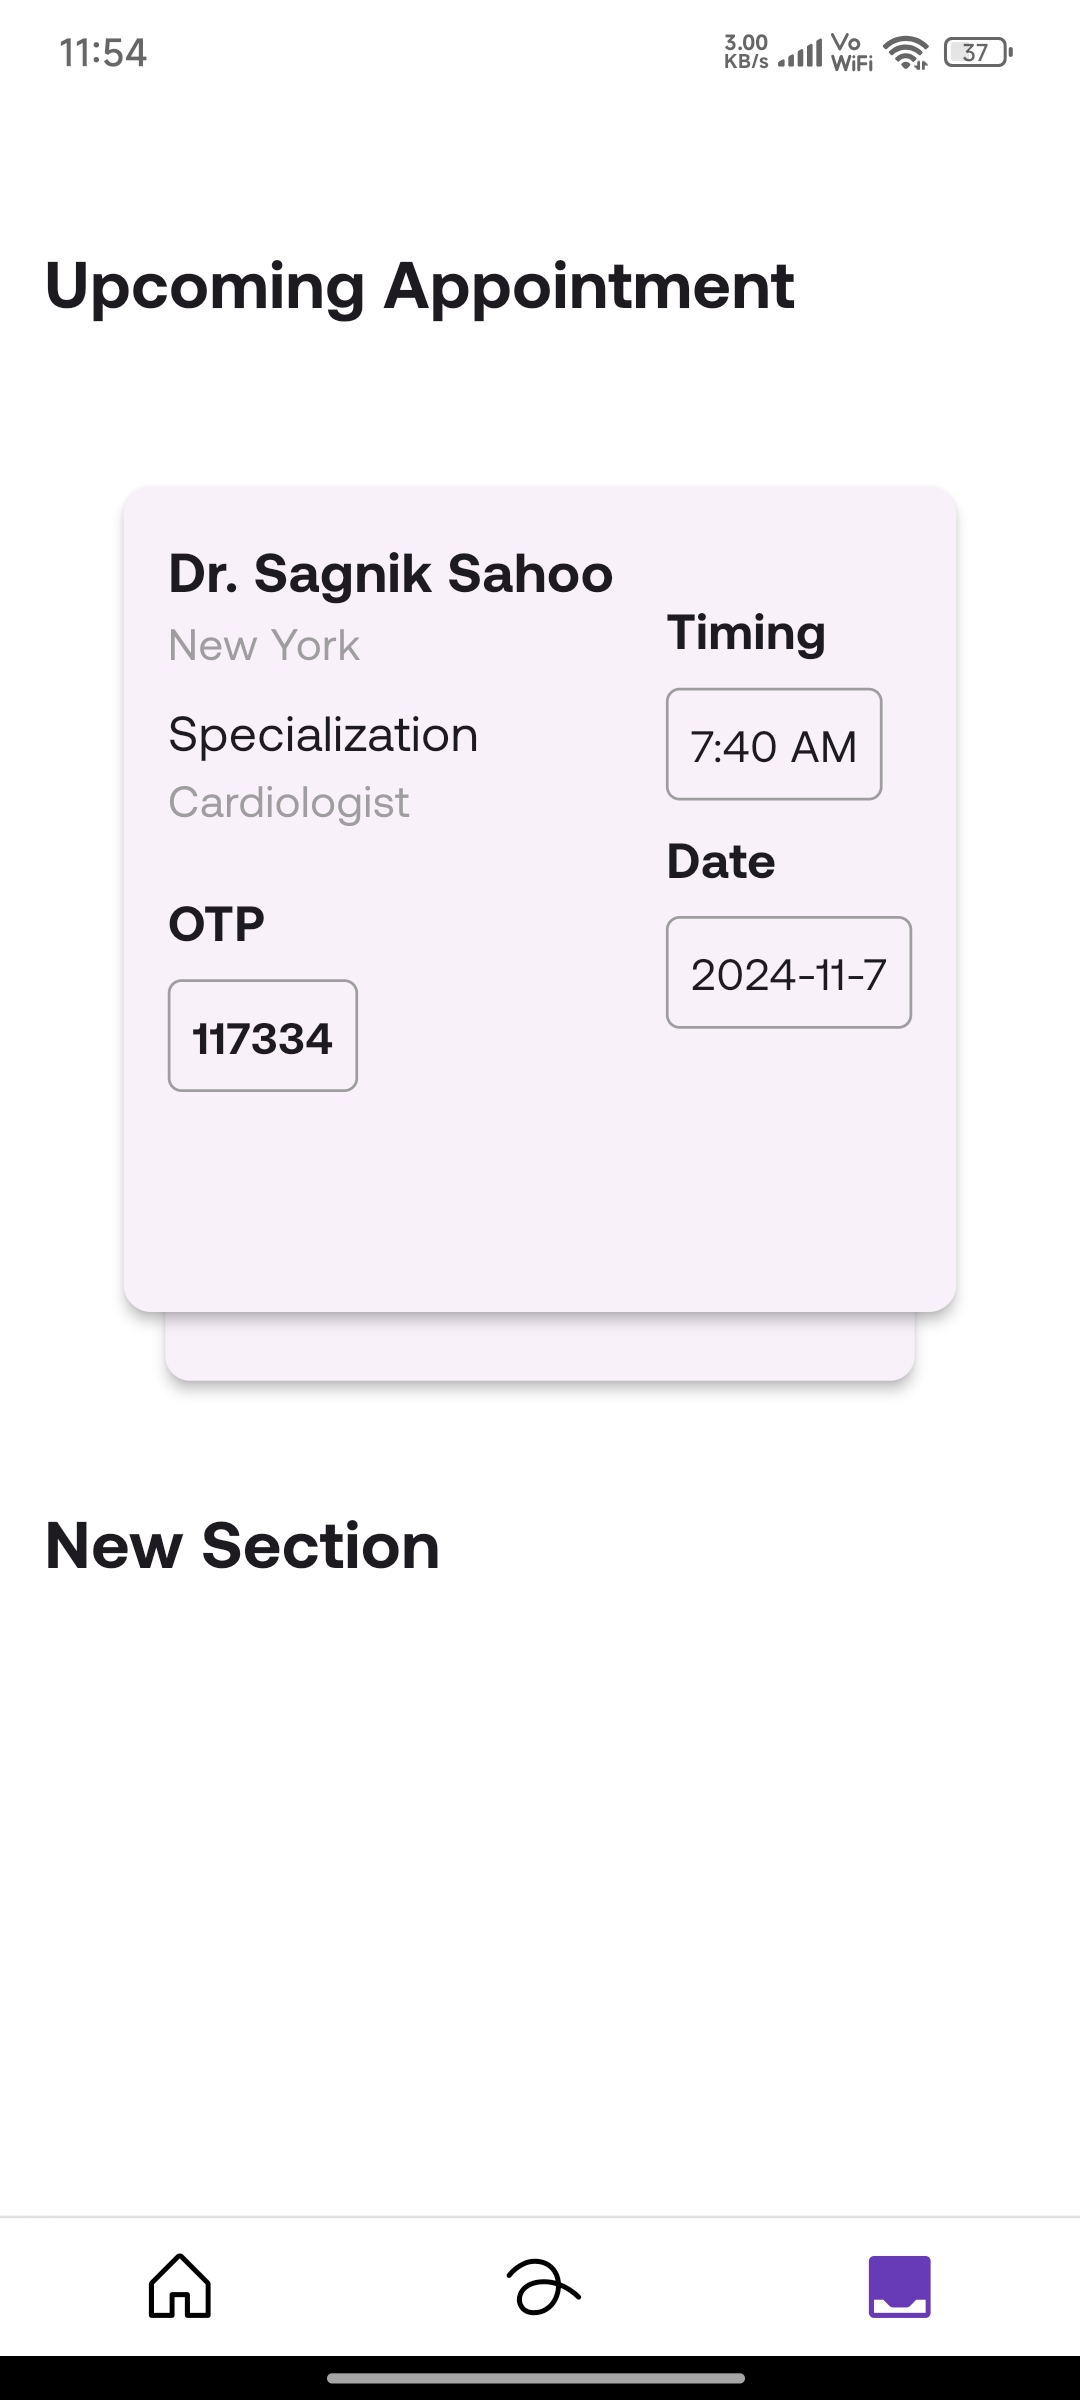 11:54
3.00
KB/s
Vo
WiFi
37
Upcoming Appointment
Dr. Sagnik Sahoo
New York
Specialization
Cardiologist
OTP
117334
Timing
7:40 AM
Date
2024-11-7
New Section